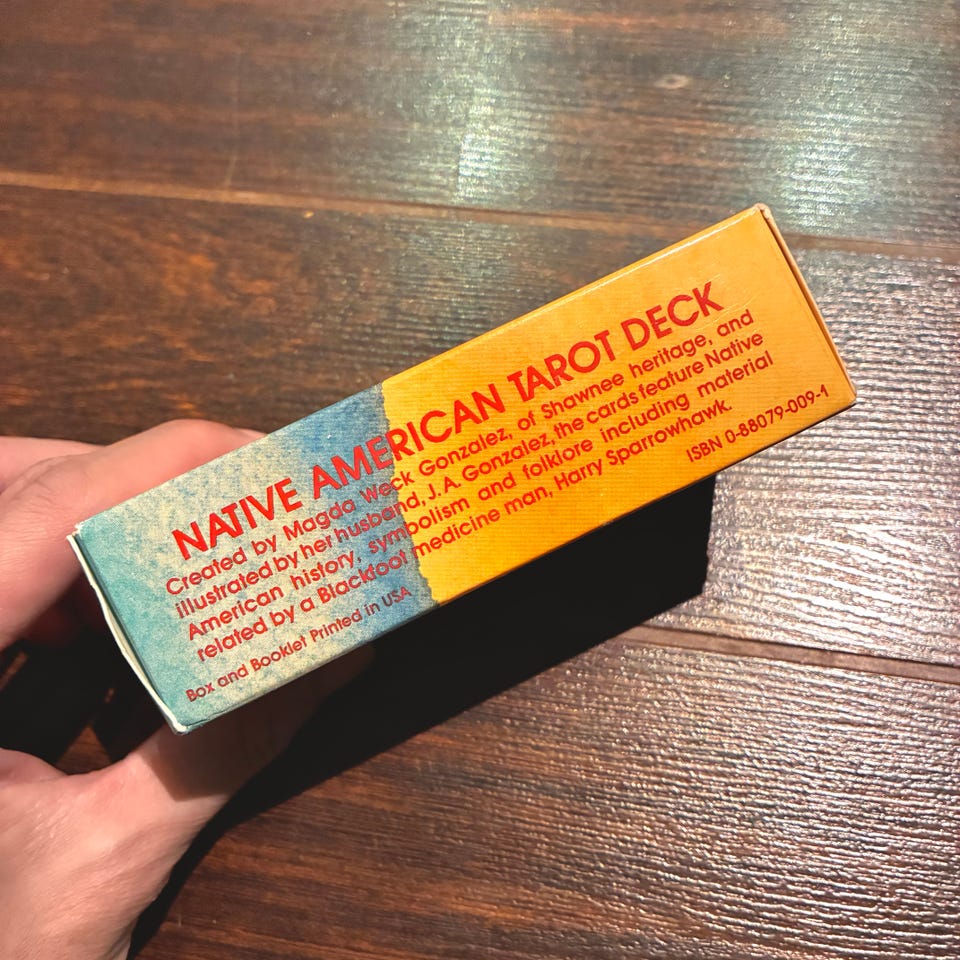 NATIVE AMERICAN TAROT DECK
Created by Magda Weck Gonzalez, of Shawnee heritage, and
illustrated by her husband, J. A. Gonzalez, the cards feature Native
American history, symbolism and folklore including material
related by a Blackfoot medicine man, Harry Sparrowhawk.
Box and Booklet Printed in USA
ISBN 0-88079-009-1